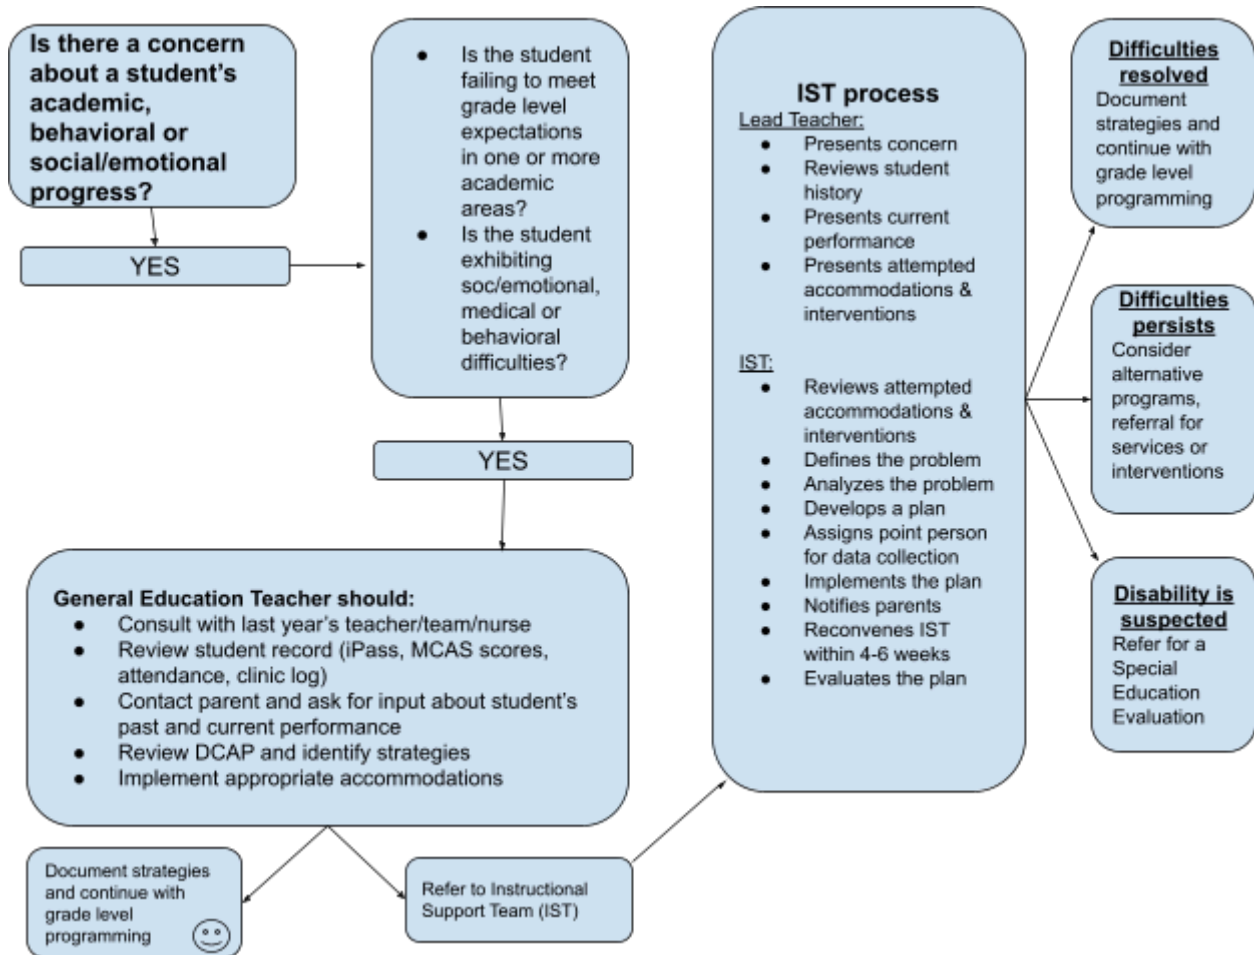 Is there a concern
about a student's
academic,
behavioral or
social/emotional
progress?
YES
● Is the student
failing to meet
grade level
expectations
in one or more
academic
areas?
● Is the student
exhibiting
soc/emotional,
medical or
behavioral
difficulties?
YES
General Education Teacher should:
● Consult with last year's teacher/team/nurse
● Review student record (iPass, MCAS scores,
attendance, clinic log)
● Contact parent and ask for input about student's
past and current performance
● Review DCAP and identify strategies
● Implement appropriate accommodations
Document strategies
and continue with
grade level
programming
Refer to Instructional
Support Team (IST)
IST process
Lead Teacher:
● Presents concern
● Reviews student
history
● Presents current
performance
● Presents attempted
accommodations &
interventions
IST:
● Reviews attempted
accommodations &
interventions
● Defines the problem
● Analyzes the problem
● Develops a plan
● Assigns point person
for data collection
● Implements the plan
● Notifies parents
● Reconvenes IST
within 4-6 weeks
● Evaluates the plan
Difficulties
resolved
Document
strategies and
continue with
grade level
programming
Difficulties
persists
Consider
alternative
programs,
referral for
services or
interventions
Disability is
suspected
Refer for a
Special
Education
Evaluation